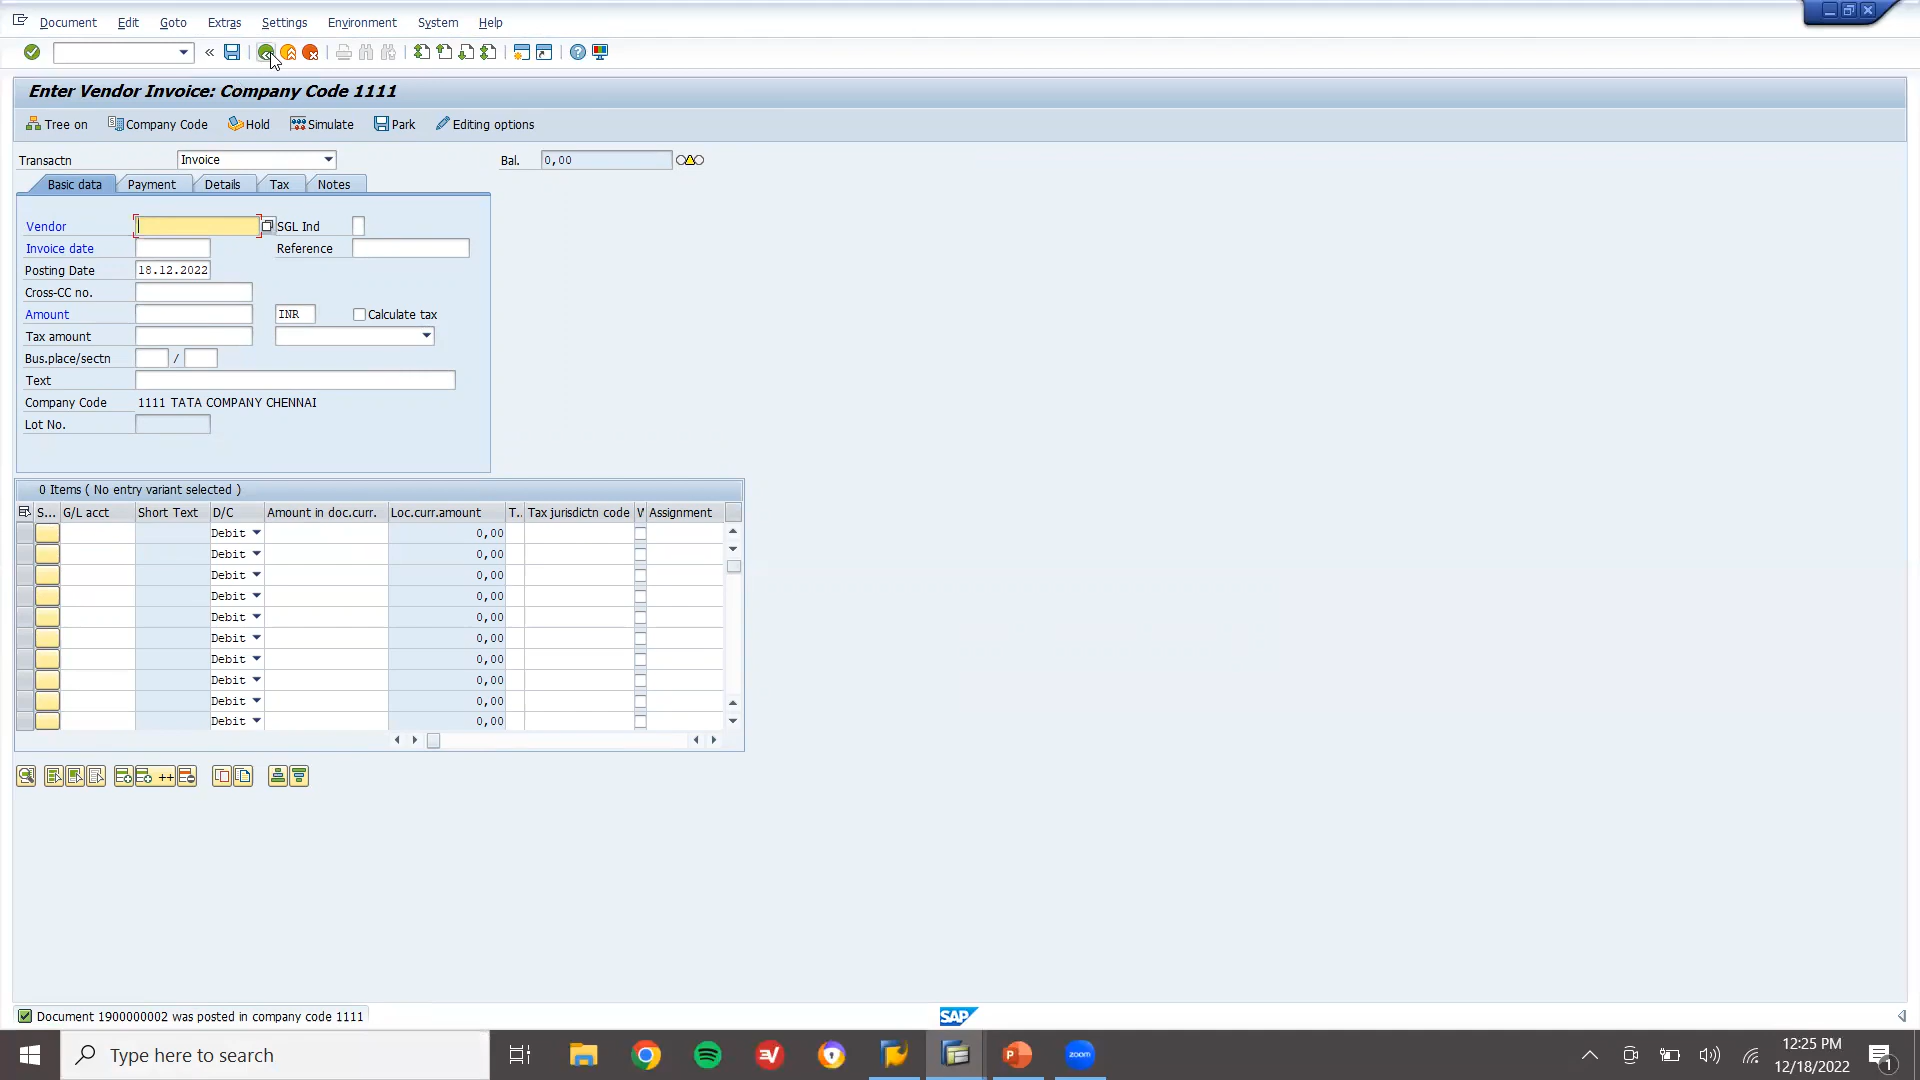 Document Edit Goto Extras Settings Environment System Help
Enter Vendor Invoice: Company Code 1111
Tree on Company Code Hold Simulate Park Editing options
Transactn Invoice Bal. 0,00
Basic data Payment Details Tax Notes
Vendor SGL Ind
Invoice date Reference
Posting Date 18.12.2022
Cross-CC no.
Amount INR Calculate tax
Tax amount
Bus.place/sectn /
Text
Company Code 1111 TATA COMPANY CHENNAI
Lot No.
0 Items ( No entry variant selected )
S... G/L acct Short Text D/C Amount in doc.curr. Loc.curr.amount T.. Tax jurisdictn code W Assignment
Debit 0,00
Debit 0,00
Debit 0,00
Debit 0,00
Debit 0,00
Debit 0,00
Debit 0,00
Debit 0,00
Debit 0,00
Debit 0,00
Document 1900000002 was posted in company code 1111
SAP
Type here to search
zoom
12:25 PM
12/18/2022
1